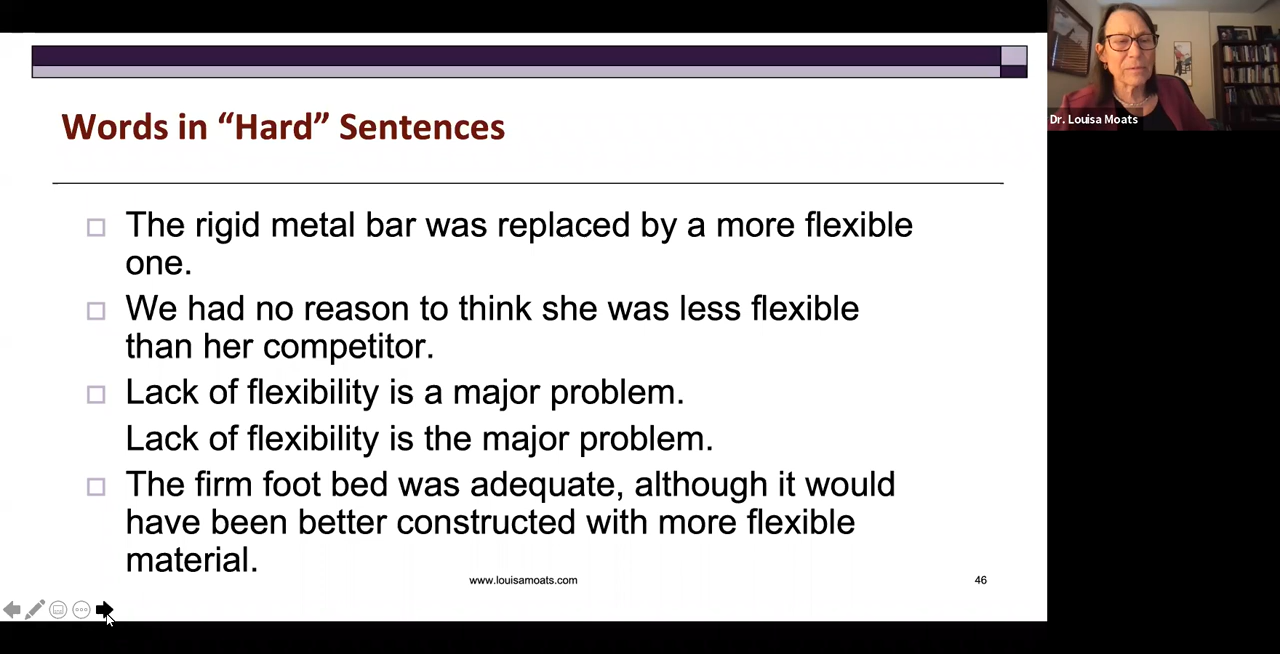 Words in “Hard” Sentences
The rigid metal bar was replaced by a more flexible
one.
We had no reason to think she was less flexible
than her competitor.
Lack of flexibility is a major problem.
Lack of flexibility is the major problem.
The firm foot bed was adequate, although it would
have been better constructed with more flexible
material.
www.louisamoats.com
46
Dr. Louisa Moats